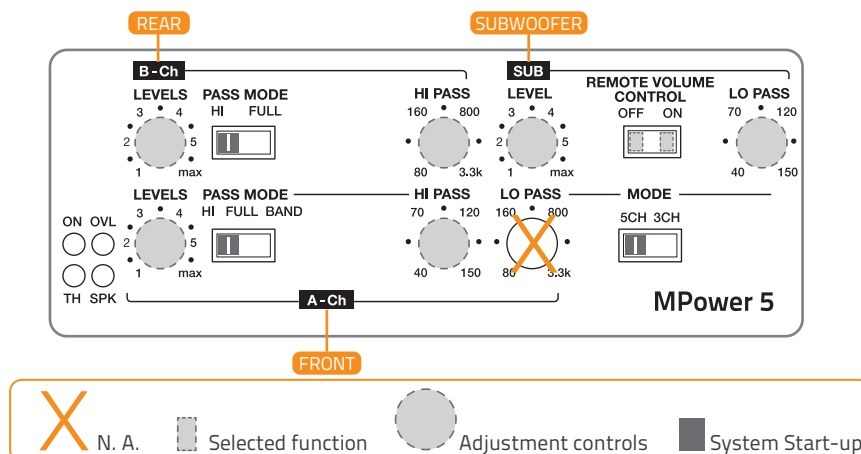 REAR SUBWOOFER
B - Ch SUB
LEVELS PASS MODE HI PASS LEVEL REMOTE VOLUME CONTROL LO PASS
HI FULL OFF ON
3 4 160 800 3 4 70 120
2 5 2 5
1 max 80 3.3k 1 max 40 150
LEVELS PASS MODE HI PASS LO PASS MODE
ON OVL 3 4 HI FULL BAND 70 120 160 800 5CH 3CH
2 5
TH SPK 1 max 40 150 80 3.3k
A - Ch MPower 5
FRONT
N. A. Selected function Adjustment controls System Start-up